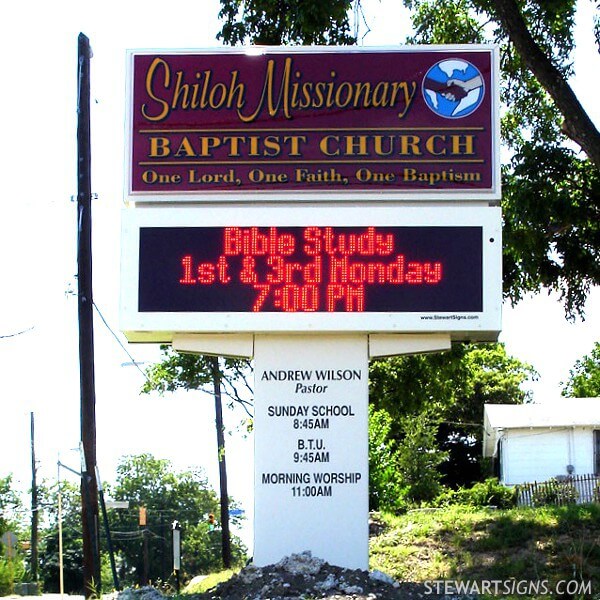 Shiloh Missionary
BAPTIST CHURCH
One Lord, One Faith, One Baptism
Bible Study
1st & 3rd Monday
7:00 PM
www.StewartSigns.com
ANDREW WILSON
Pastor
SUNDAY SCHOOL
8:45AM
B.T.U.
9:45AM
MORNING WORSHIP
11:00AM
STEWARTSIGNS.COM